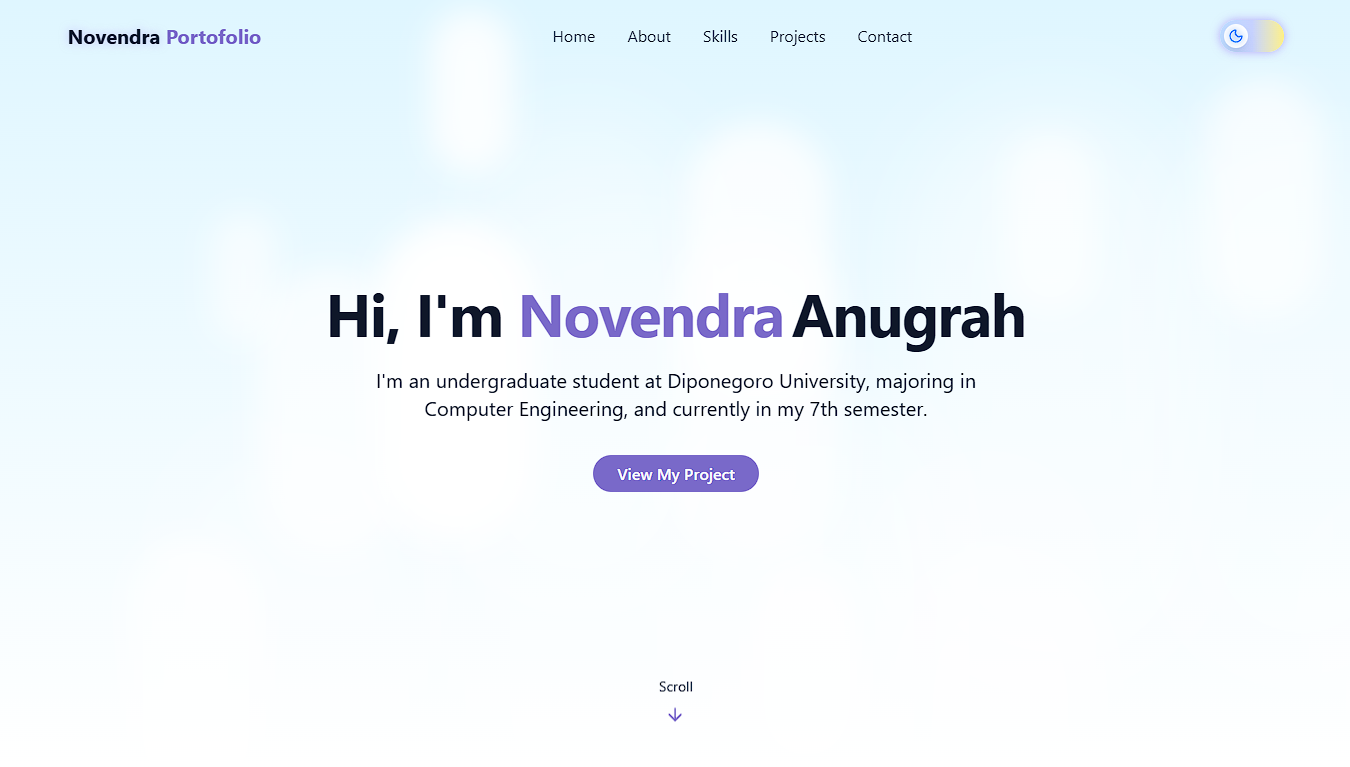 Novendra Portofolio
Home About Skills Projects Contact
Hi, I'm Novendra Anugrah
I'm an undergraduate student at Diponegoro University, majoring in
Computer Engineering, and currently in my 7th semester.
View My Project
Scroll